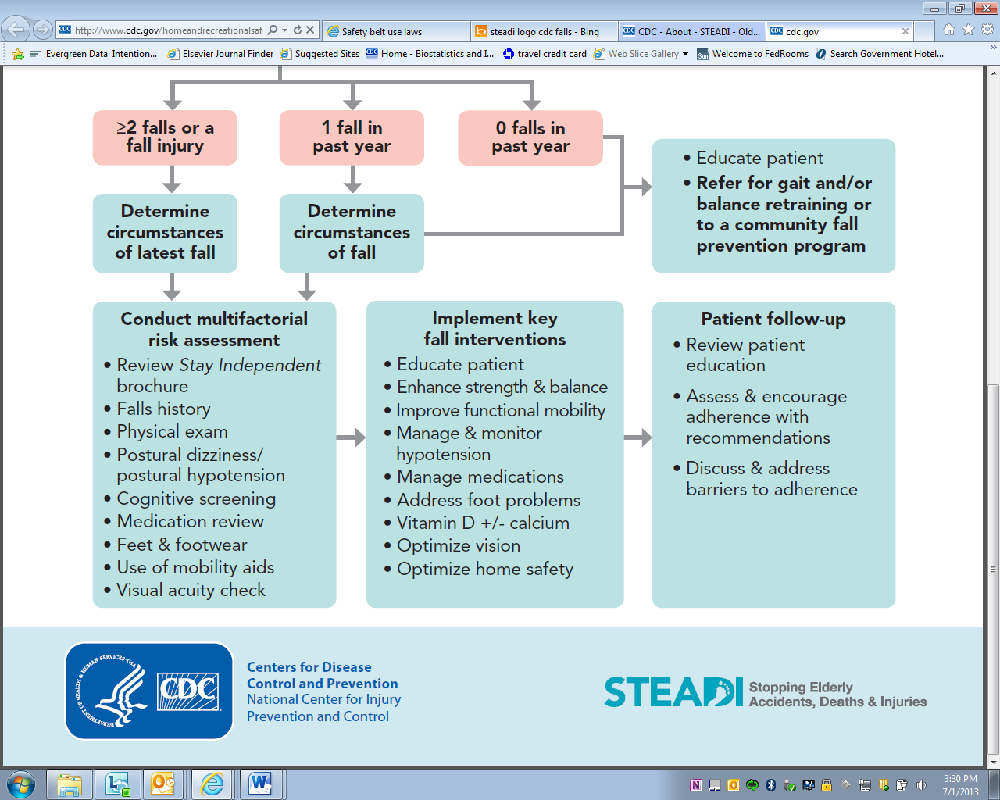 http://www.cdc.gov/homeandrecreationalsaf
Safety belt use laws
steadi logo cdc falls - Bing
CDC - About - STEADI - Old...
cdc.gov
Evergreen Data Intention...
Elsevier Journal Finder
Suggested Sites
Home - Biostatistics and I...
travel credit card
Web Slice Gallery
Welcome to FedRooms
Search Government Hotel...
≥2 falls or a
fall injury
1 fall in
past year
0 falls in
past year
Determine
circumstances
of latest fall
Determine
circumstances
of fall
• Educate patient
• Refer for gait and/or
balance retraining or
to a community fall
prevention program
Conduct multifactorial
risk assessment
• Review Stay Independent
brochure
• Falls history
• Physical exam
• Postural dizziness/
postural hypotension
• Cognitive screening
• Medication review
• Feet & footwear
• Use of mobility aids
• Visual acuity check
Implement key
fall interventions
• Educate patient
• Enhance strength & balance
• Improve functional mobility
• Manage & monitor
hypotension
• Manage medications
• Address foot problems
• Vitamin D +/- calcium
• Optimize vision
• Optimize home safety
Patient follow-up
• Review patient
education
• Assess & encourage
adherence with
recommendations
• Discuss & address
barriers to adherence
DEPARTMENT OF HEALTH & HUMAN SERVICES·USA
CDC
Centers for Disease
Control and Prevention
National Center for Injury
Prevention and Control
STEADI
Stopping Elderly
Accidents, Deaths & Injuries
3:30 PM
7/1/2013